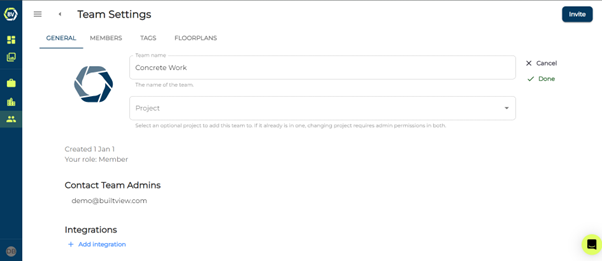 BV
Team Settings
Invite
GENERAL
MEMBERS
TAGS
FLOORPLANS
Team name
Concrete Work
The name of the team.
Cancel
Done
Project
Select an optional project to add this team to. If it already is in one, changing project requires admin permissions in both.
Created 1 Jan 1
Your role: Member
Contact Team Admins
demo@builtview.com
Integrations
+ Add integration